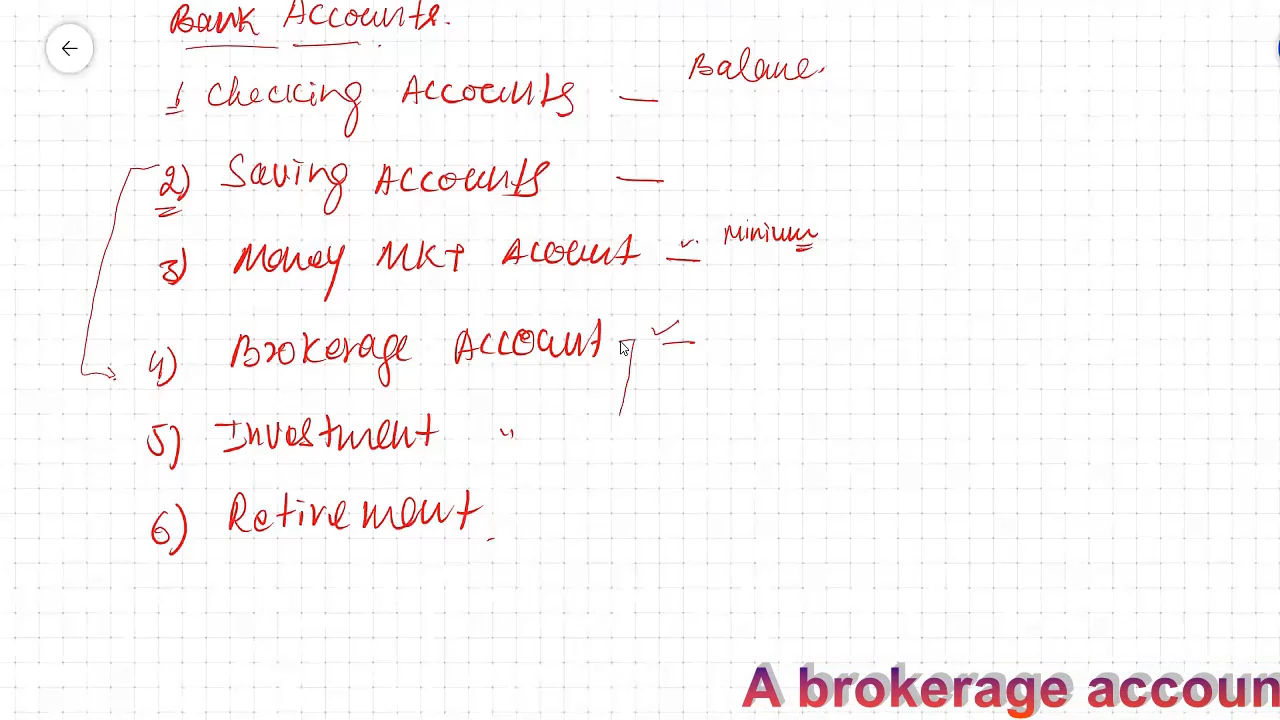 Bank Accounts.
1 Checking Accounts — Balance.
2) Saving Accounts —
3) Money MKT Account — Minium
4) Brokerage Account —
5) Investment "
6) Retirement.
A brokerage accoun